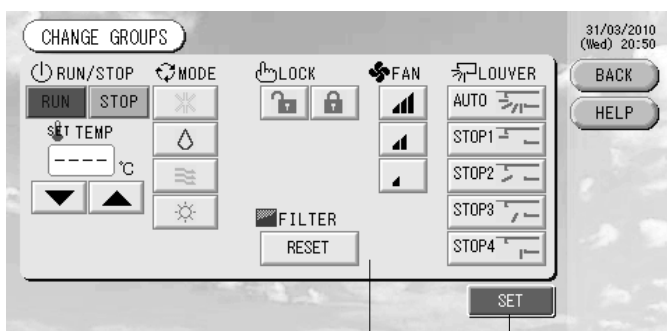 CHANGE GROUPS
31/03/2010
(Wed) 20:50
RUN/STOP MODE LOCK FAN LOUVER
RUN STOP
SET TEMP
----°C
AUTO
STOP1
STOP2
STOP3
STOP4
FILTER
RESET
BACK
HELP
SET